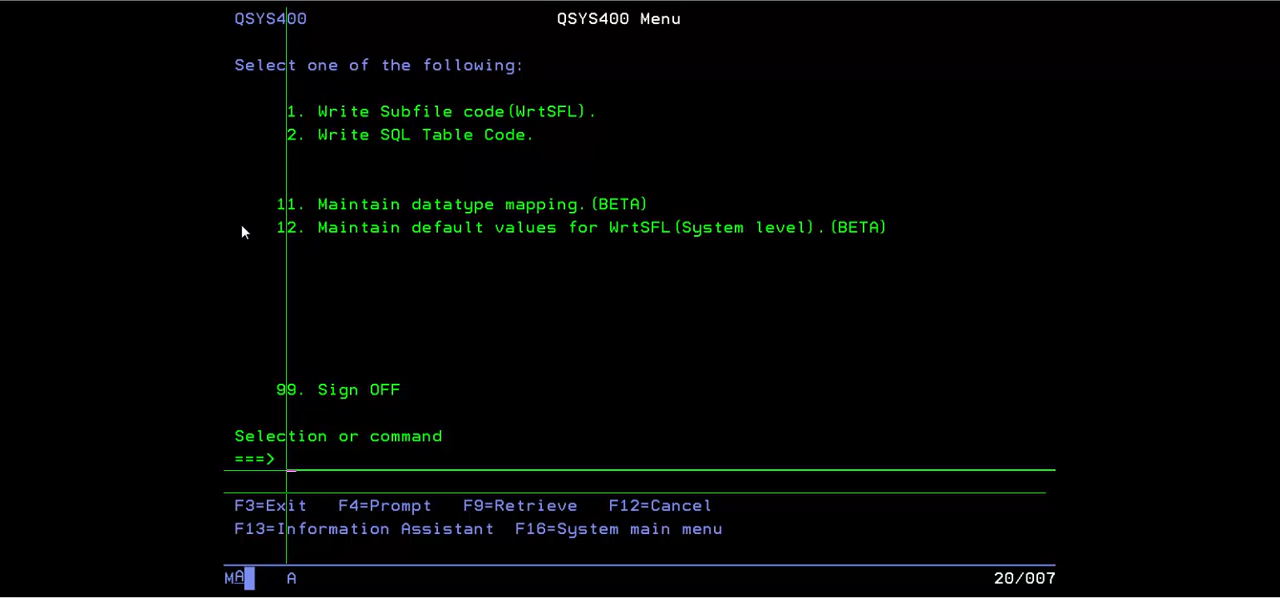 QSYS400 QSYS400 Menu
Select one of the following:
1. Write Subfile code(WrtSFL).
2. Write SQL Table Code.
11. Maintain datatype mapping.(BETA)
12. Maintain default values for WrtSFL(System level).(BETA)
99. Sign OFF
Selection or command
===>
F3=Exit F4=Prompt F9=Retrieve F12=Cancel
F13=Information Assistant F16=System main menu
MA A 20/007